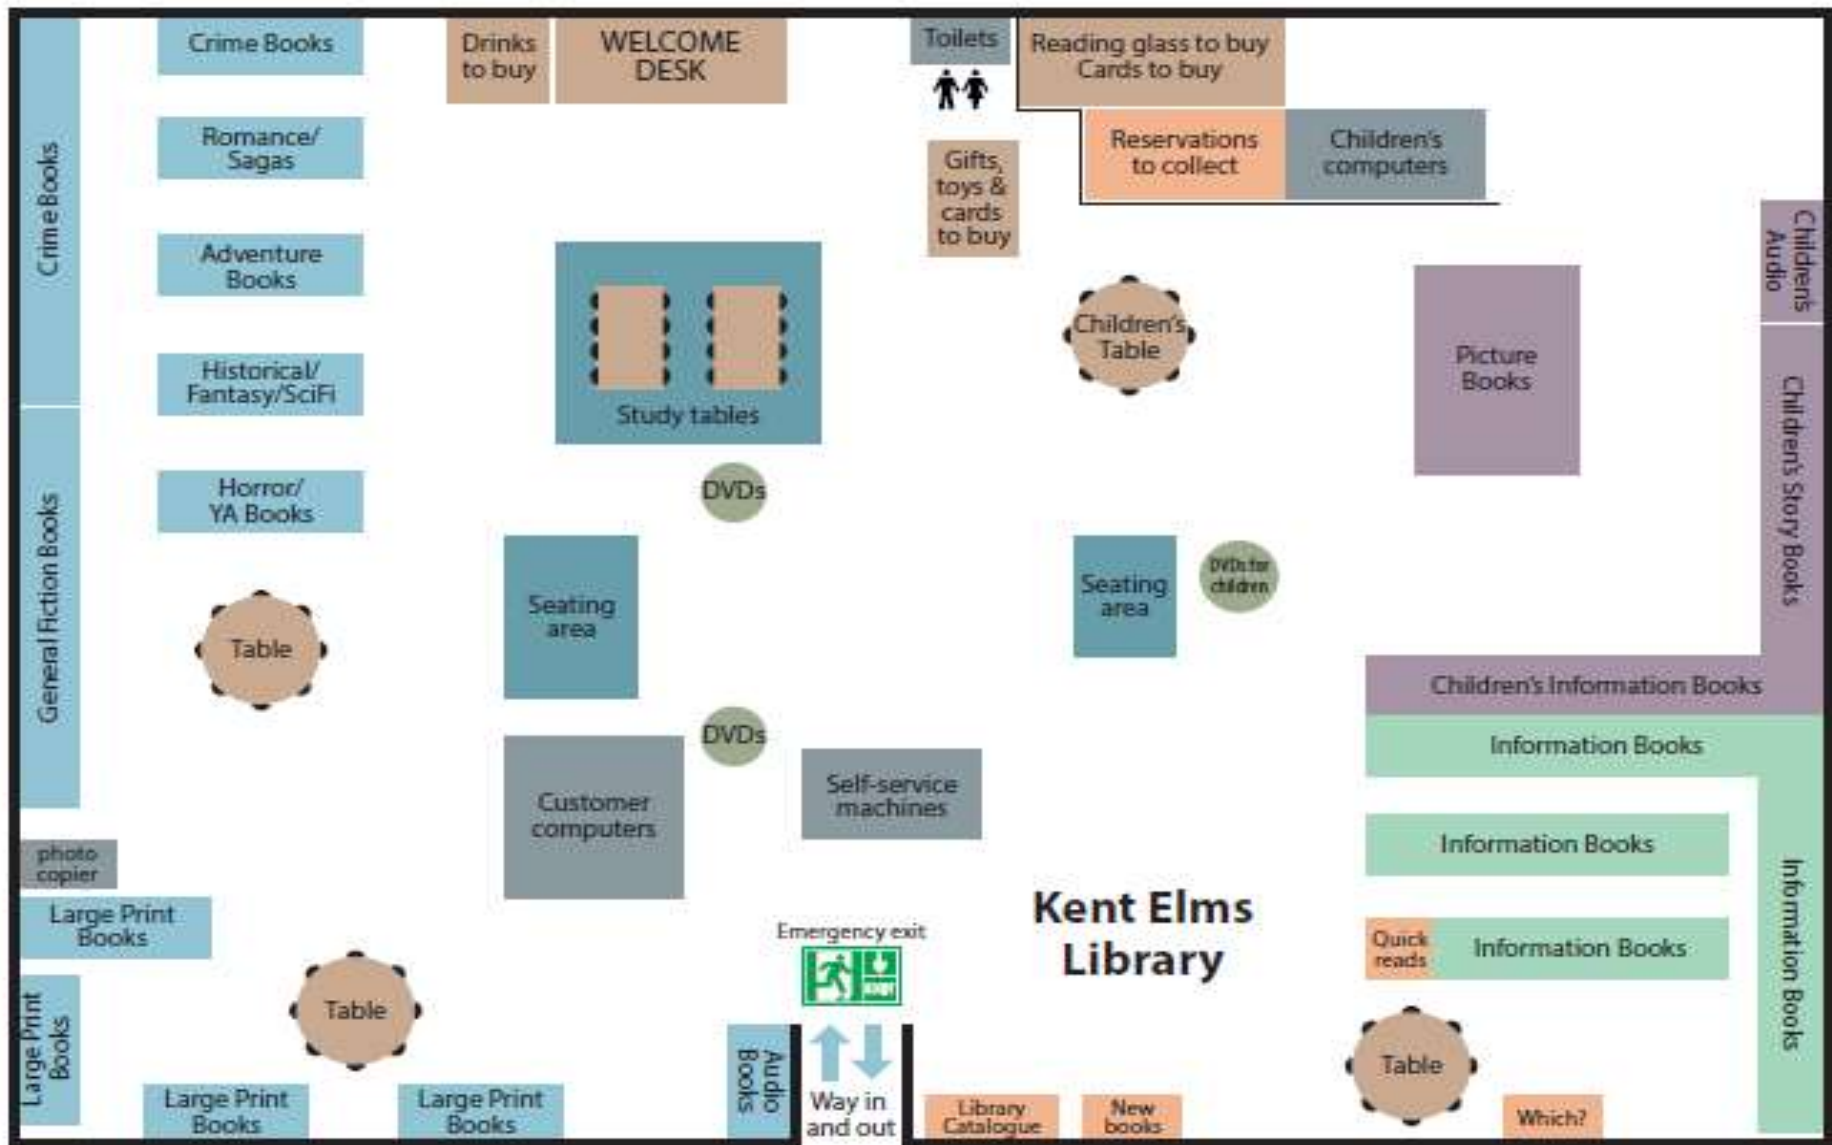 Crime Books
Drinks
to buy
WELCOME
DESK
Toilets
Reading glass to buy
Cards to buy
Crime Books
Romance/
Sagas
Gifts,
toys &
cards
to buy
Reservations
to collect
Children's
computers
Adventure
Books
Children's
Audio
Historical/
Fantasy/SciFi
Study tables
Children's
Table
Picture
Books
Children's Story Books
General Fiction Books
Horror/
YA Books
DVDs
Seating
area
Seating
area
DVDs for
children
Table
Children's Information Books
DVDs
Information Books
Customer
computers
Self-service
machines
photo
copier
Information Books
Information Books
Large Print
Books
Emergency exit
Kent Elms
Library
Quick
reads
Information Books
Large Print
Books
Table
Audio
Books
Table
Large Print
Books
Large Print
Books
Way in
and out
Library
Catalogue
New
books
Which?